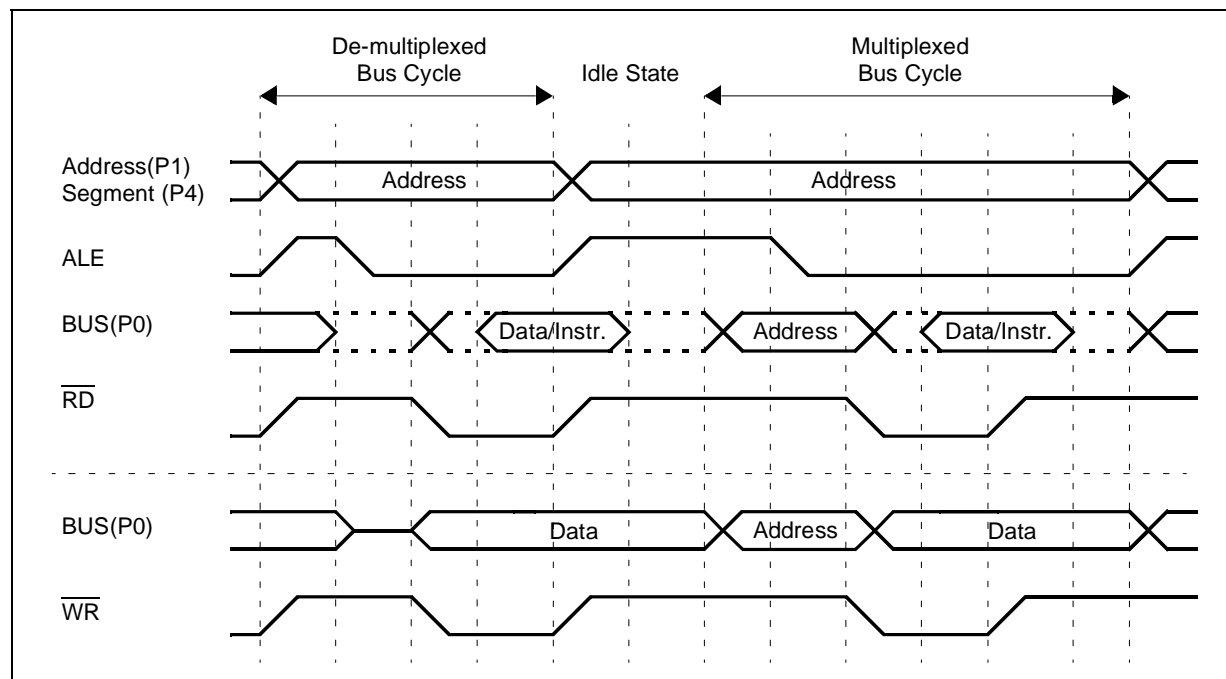 De-multiplexed
Bus Cycle
Idle State
Multiplexed
Bus Cycle
Address(P1)
Segment (P4)
Address
Address
ALE
BUS(P0)
Data/Instr.
Address
Data/Instr.
RD
BUS(P0)
Data
Address
Data
WR